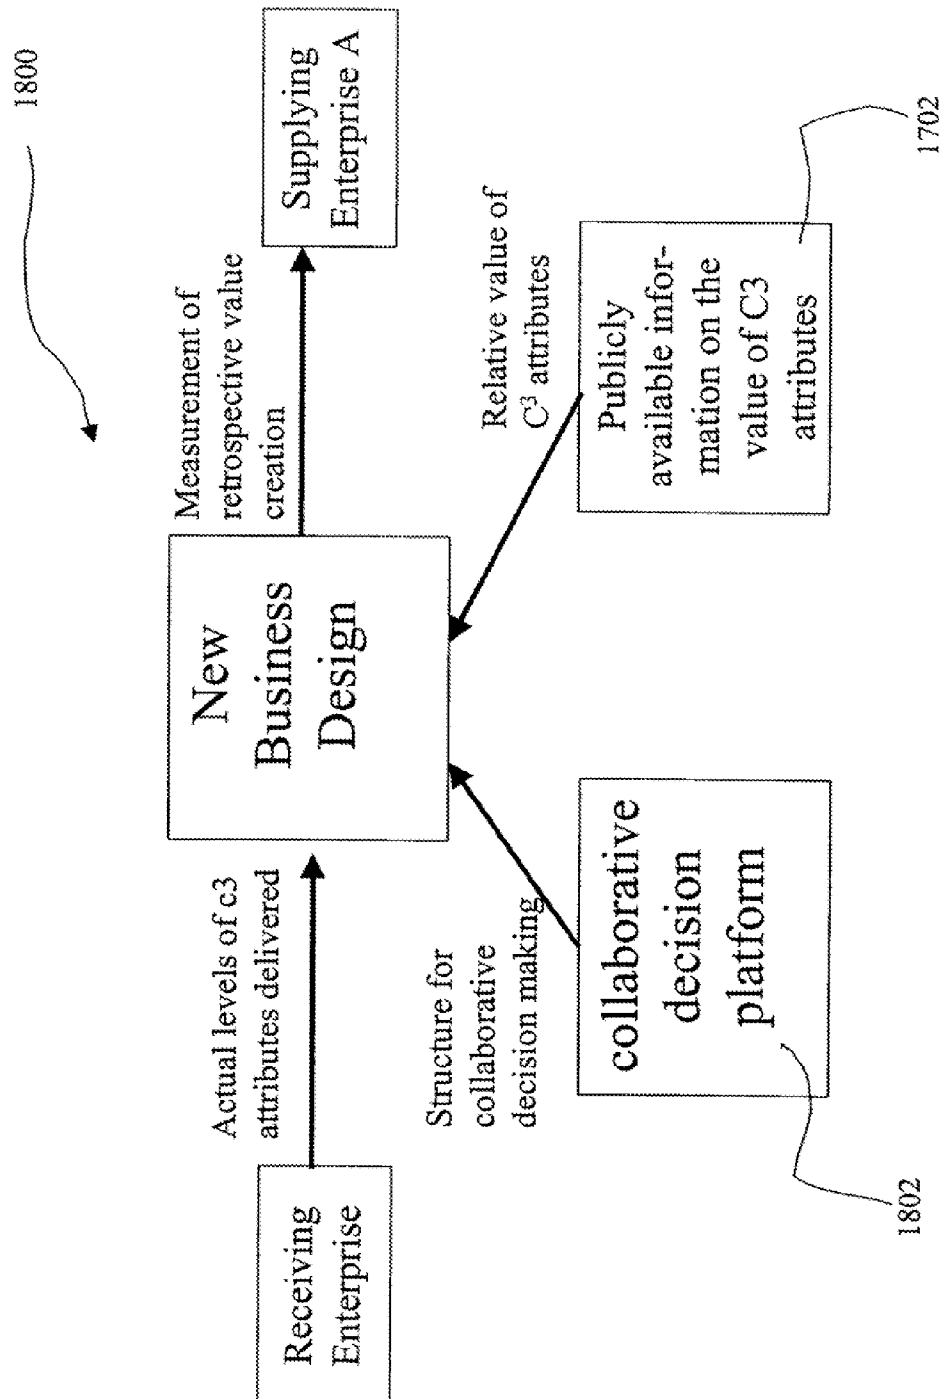 1800
Receiving
Enterprise
Actual levels of c3
attributes delivered
New
Business
Design
Measurement of
retrospective value
creation
Supplying
Enterprise A
Structure for
collaborative
decision making
Relative value of
C³ attributes
collaborative
decision
platform
Publicly
available infor-
mation on the
value of C3
attributes
1802
1702